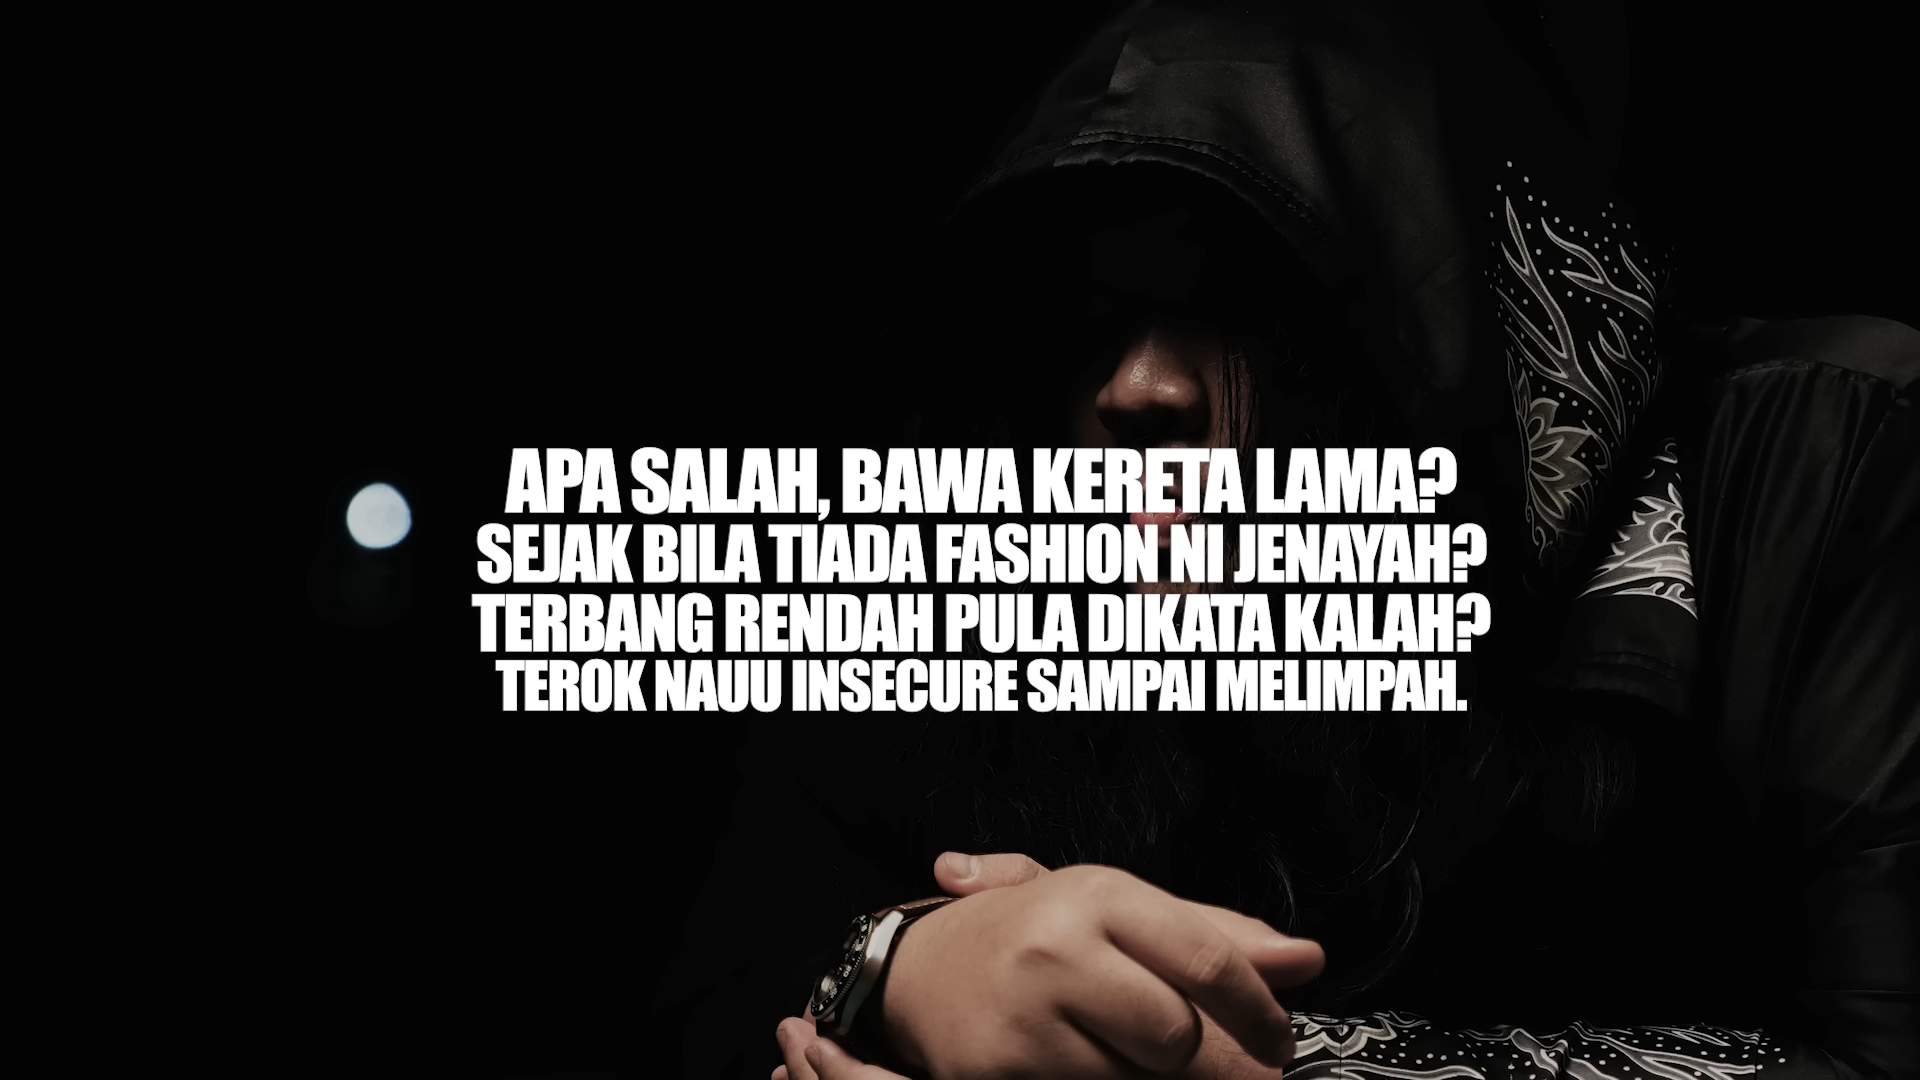 APA SALAH, BAWA KERETA LAMA?
SEJAK BILA TIADA FASHION NI JENAYAH?
TERBANG RENDAH PULA DIKATA KALAH?
TEROK NAUU INSECURE SAMPAI MELIMPAH.